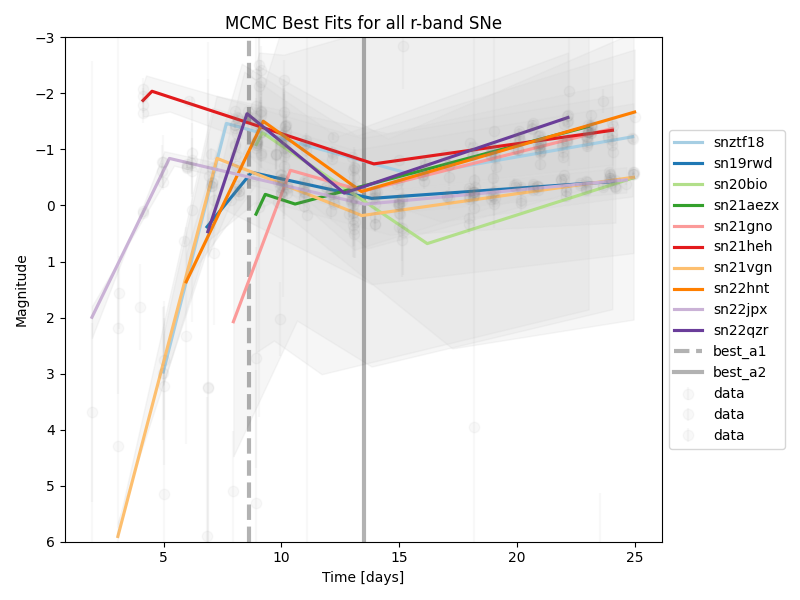 MCMC Best Fits for all r-band SNe
−3
−2
−1
0
1
2
3
4
5
6
Magnitude
5
10
15
20
25
Time [days]
snztf18
sn19rwd
sn20bio
sn21aezx
sn21gno
sn21heh
sn21vgn
sn22hnt
sn22jpx
sn22qzr
best_a1
best_a2
data
data
data